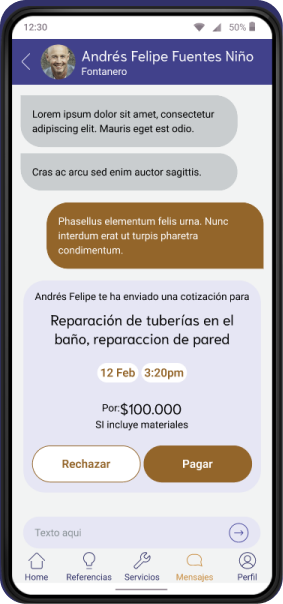 12:30
50%
Andrés Felipe Fuentes Niño
Fontanero
Lorem ipsum dolor sit amet, consectetur
adipiscing elit. Mauris eget est odio.
Cras ac arcu sed enim auctor sagittis.
Phasellus elementum felis urna. Nunc
interdum erat ut turpis pharetra
condimentum.
Andrés Felipe te ha enviado una cotización para
Reparación de tuberías en el
baño, reparaccion de pared
12 Feb 3:20pm
Por:$100.000
SI incluye materiales
Rechazar Pagar
Texto aqui
Home Referencias Servicios Mensajes Perfil